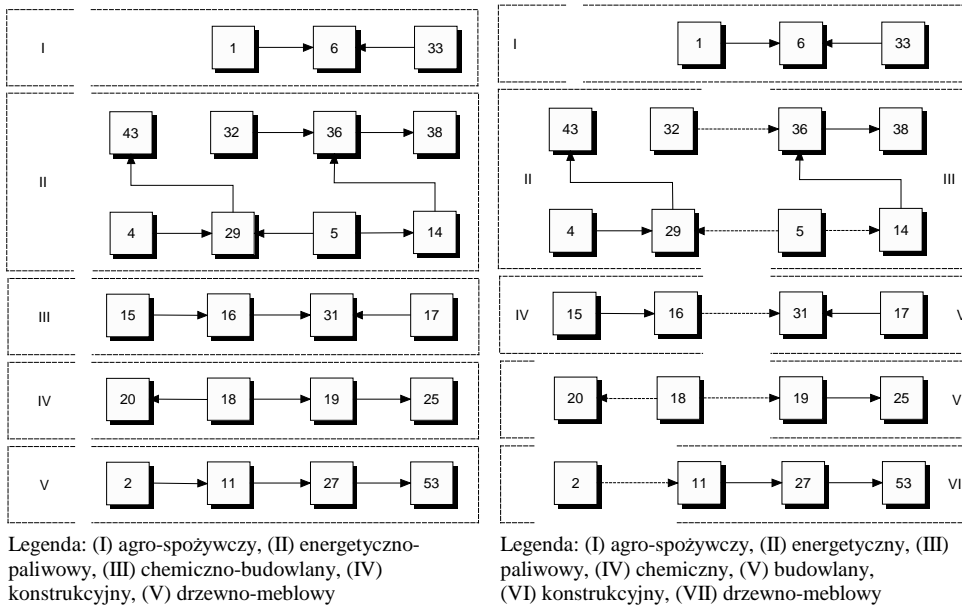 I 1 6 33
43 32 36 38
II
4 29 5 14
III 15 16 31 17
IV 20 18 19 25
V 2 11 27 53
Legenda: (I) agro-spożywczy, (II) energetyczno-
paliwowy, (III) chemiczno-budowlany, (IV)
konstrukcyjny, (V) drzewno-meblowy
I 1 6 33
43 32 36 38
II III
4 29 5 14
IV 15 16 31 17 V
20 18 19 25 V
2 11 27 53 VI
Legenda: (I) agro-spożywczy, (II) energetyczny, (III)
paliwowy, (IV) chemiczny, (V) budowlany,
(VI) konstrukcyjny, (VII) drzewno-meblowy